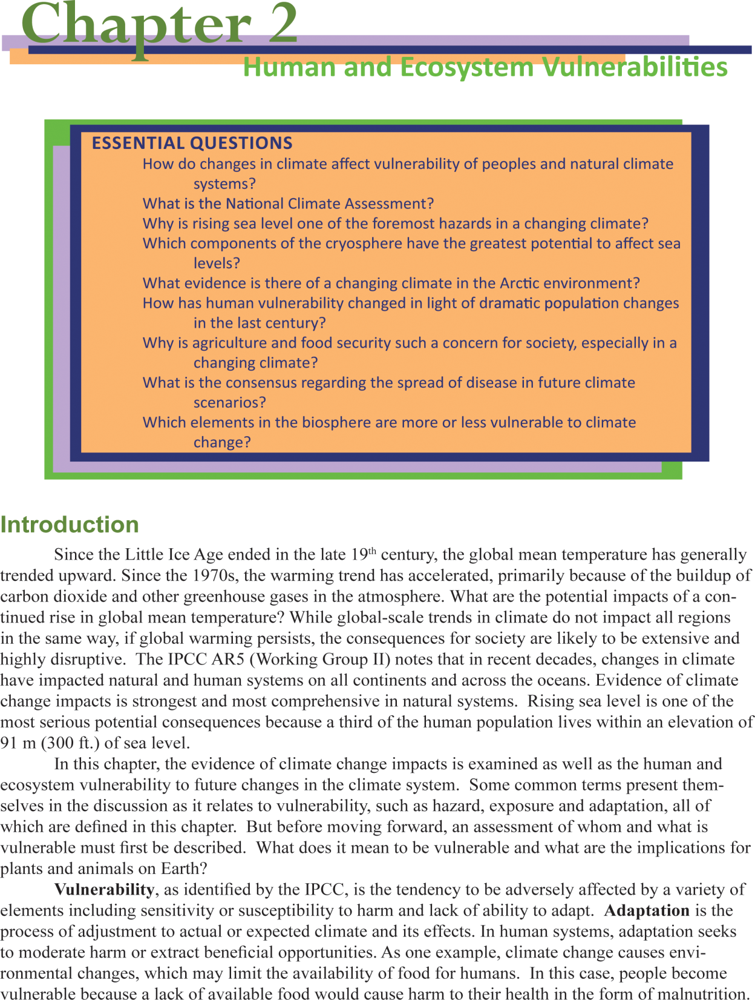 Chapter 2
Human and Ecosystem Vulnerabilities
ESSENTIAL QUESTIONS
How do changes in climate affect vulnerability of peoples and natural climate
systems?
What is the National Climate Assessment?
Why is rising sea level one of the foremost hazards in a changing climate?
Which components of the cryosphere have the greatest potential to affect sea
levels?
What evidence is there of a changing climate in the Arctic environment?
How has human vulnerability changed in light of dramatic population changes
in the last century?
Why is agriculture and food security such a concern for society, especially in a
changing climate?
What is the consensus regarding the spread of disease in future climate
scenarios?
Which elements in the biosphere are more or less vulnerable to climate
change?
Introduction
Since the Little Ice Age ended in the late 19th century, the global mean temperature has generally
trended upward. Since the 1970s, the warming trend has accelerated, primarily because of the buildup of
carbon dioxide and other greenhouse gases in the atmosphere. What are the potential impacts of a con-
tinued rise in global mean temperature? While global-scale trends in climate do not impact all regions
in the same way, if global warming persists, the consequences for society are likely to be extensive and
highly disruptive.  The IPCC AR5 (Working Group II) notes that in recent decades, changes in climate
have impacted natural and human systems on all continents and across the oceans. Evidence of climate
change impacts is strongest and most comprehensive in natural systems.  Rising sea level is one of the
most serious potential consequences because a third of the human population lives within an elevation of
91 m (300 ft.) of sea level.
In this chapter, the evidence of climate change impacts is examined as well as the human and
ecosystem vulnerability to future changes in the climate system.  Some common terms present them-
selves in the discussion as it relates to vulnerability, such as hazard, exposure and adaptation, all of
which are defined in this chapter.  But before moving forward, an assessment of whom and what is
vulnerable must first be described.  What does it mean to be vulnerable and what are the implications for
plants and animals on Earth?
Vulnerability, as identified by the IPCC, is the tendency to be adversely affected by a variety of
elements including sensitivity or susceptibility to harm and lack of ability to adapt.  Adaptation is the
process of adjustment to actual or expected climate and its effects. In human systems, adaptation seeks
to moderate harm or extract beneficial opportunities. As one example, climate change causes envi-
ronmental changes, which may limit the availability of food for humans.  In this case, people become
vulnerable because a lack of available food would cause harm to their health in the form of malnutrition.